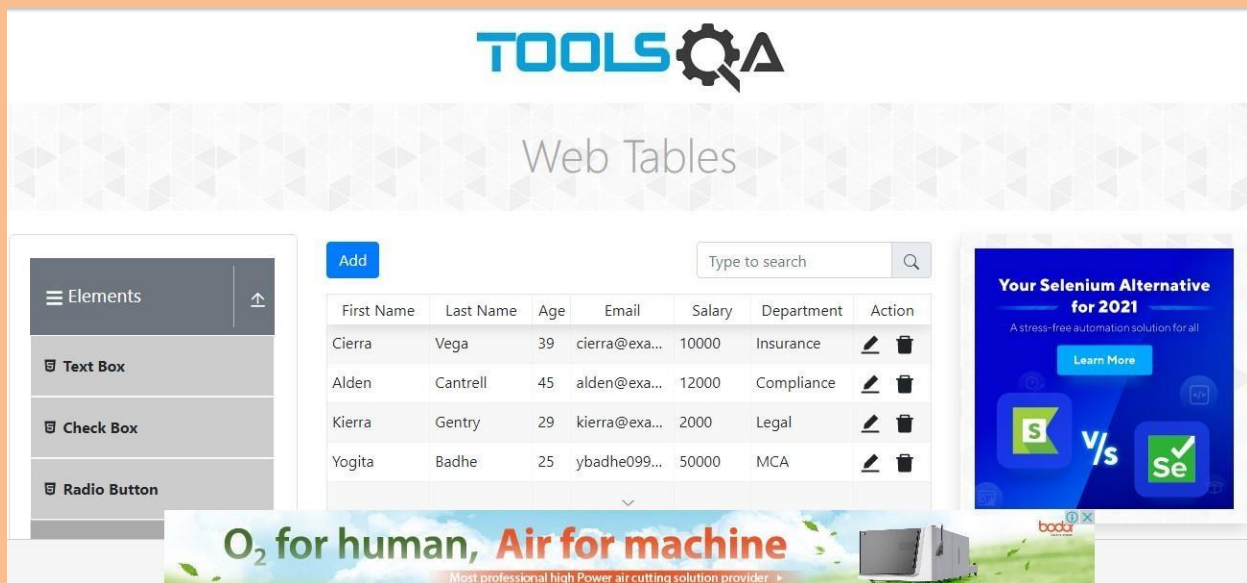 TOOLSQA
Web Tables
Elements
Text Box
Check Box
Radio Button
Add
Type to search
First Name Last Name Age Email Salary Department Action
Cierra Vega 39 cierra@exa... 10000 Insurance
Alden Cantrell 45 alden@exa... 12000 Compliance
Kierra Gentry 29 kierra@exa... 2000 Legal
Yogita Badhe 25 ybadhe099... 50000 MCA
Your Selenium Alternative
for 2021
A stress-free automation solution for all
Learn More
S V/s Se
O₂ for human, Air for machine
Most professional high Power air cutting solution provider
bodor